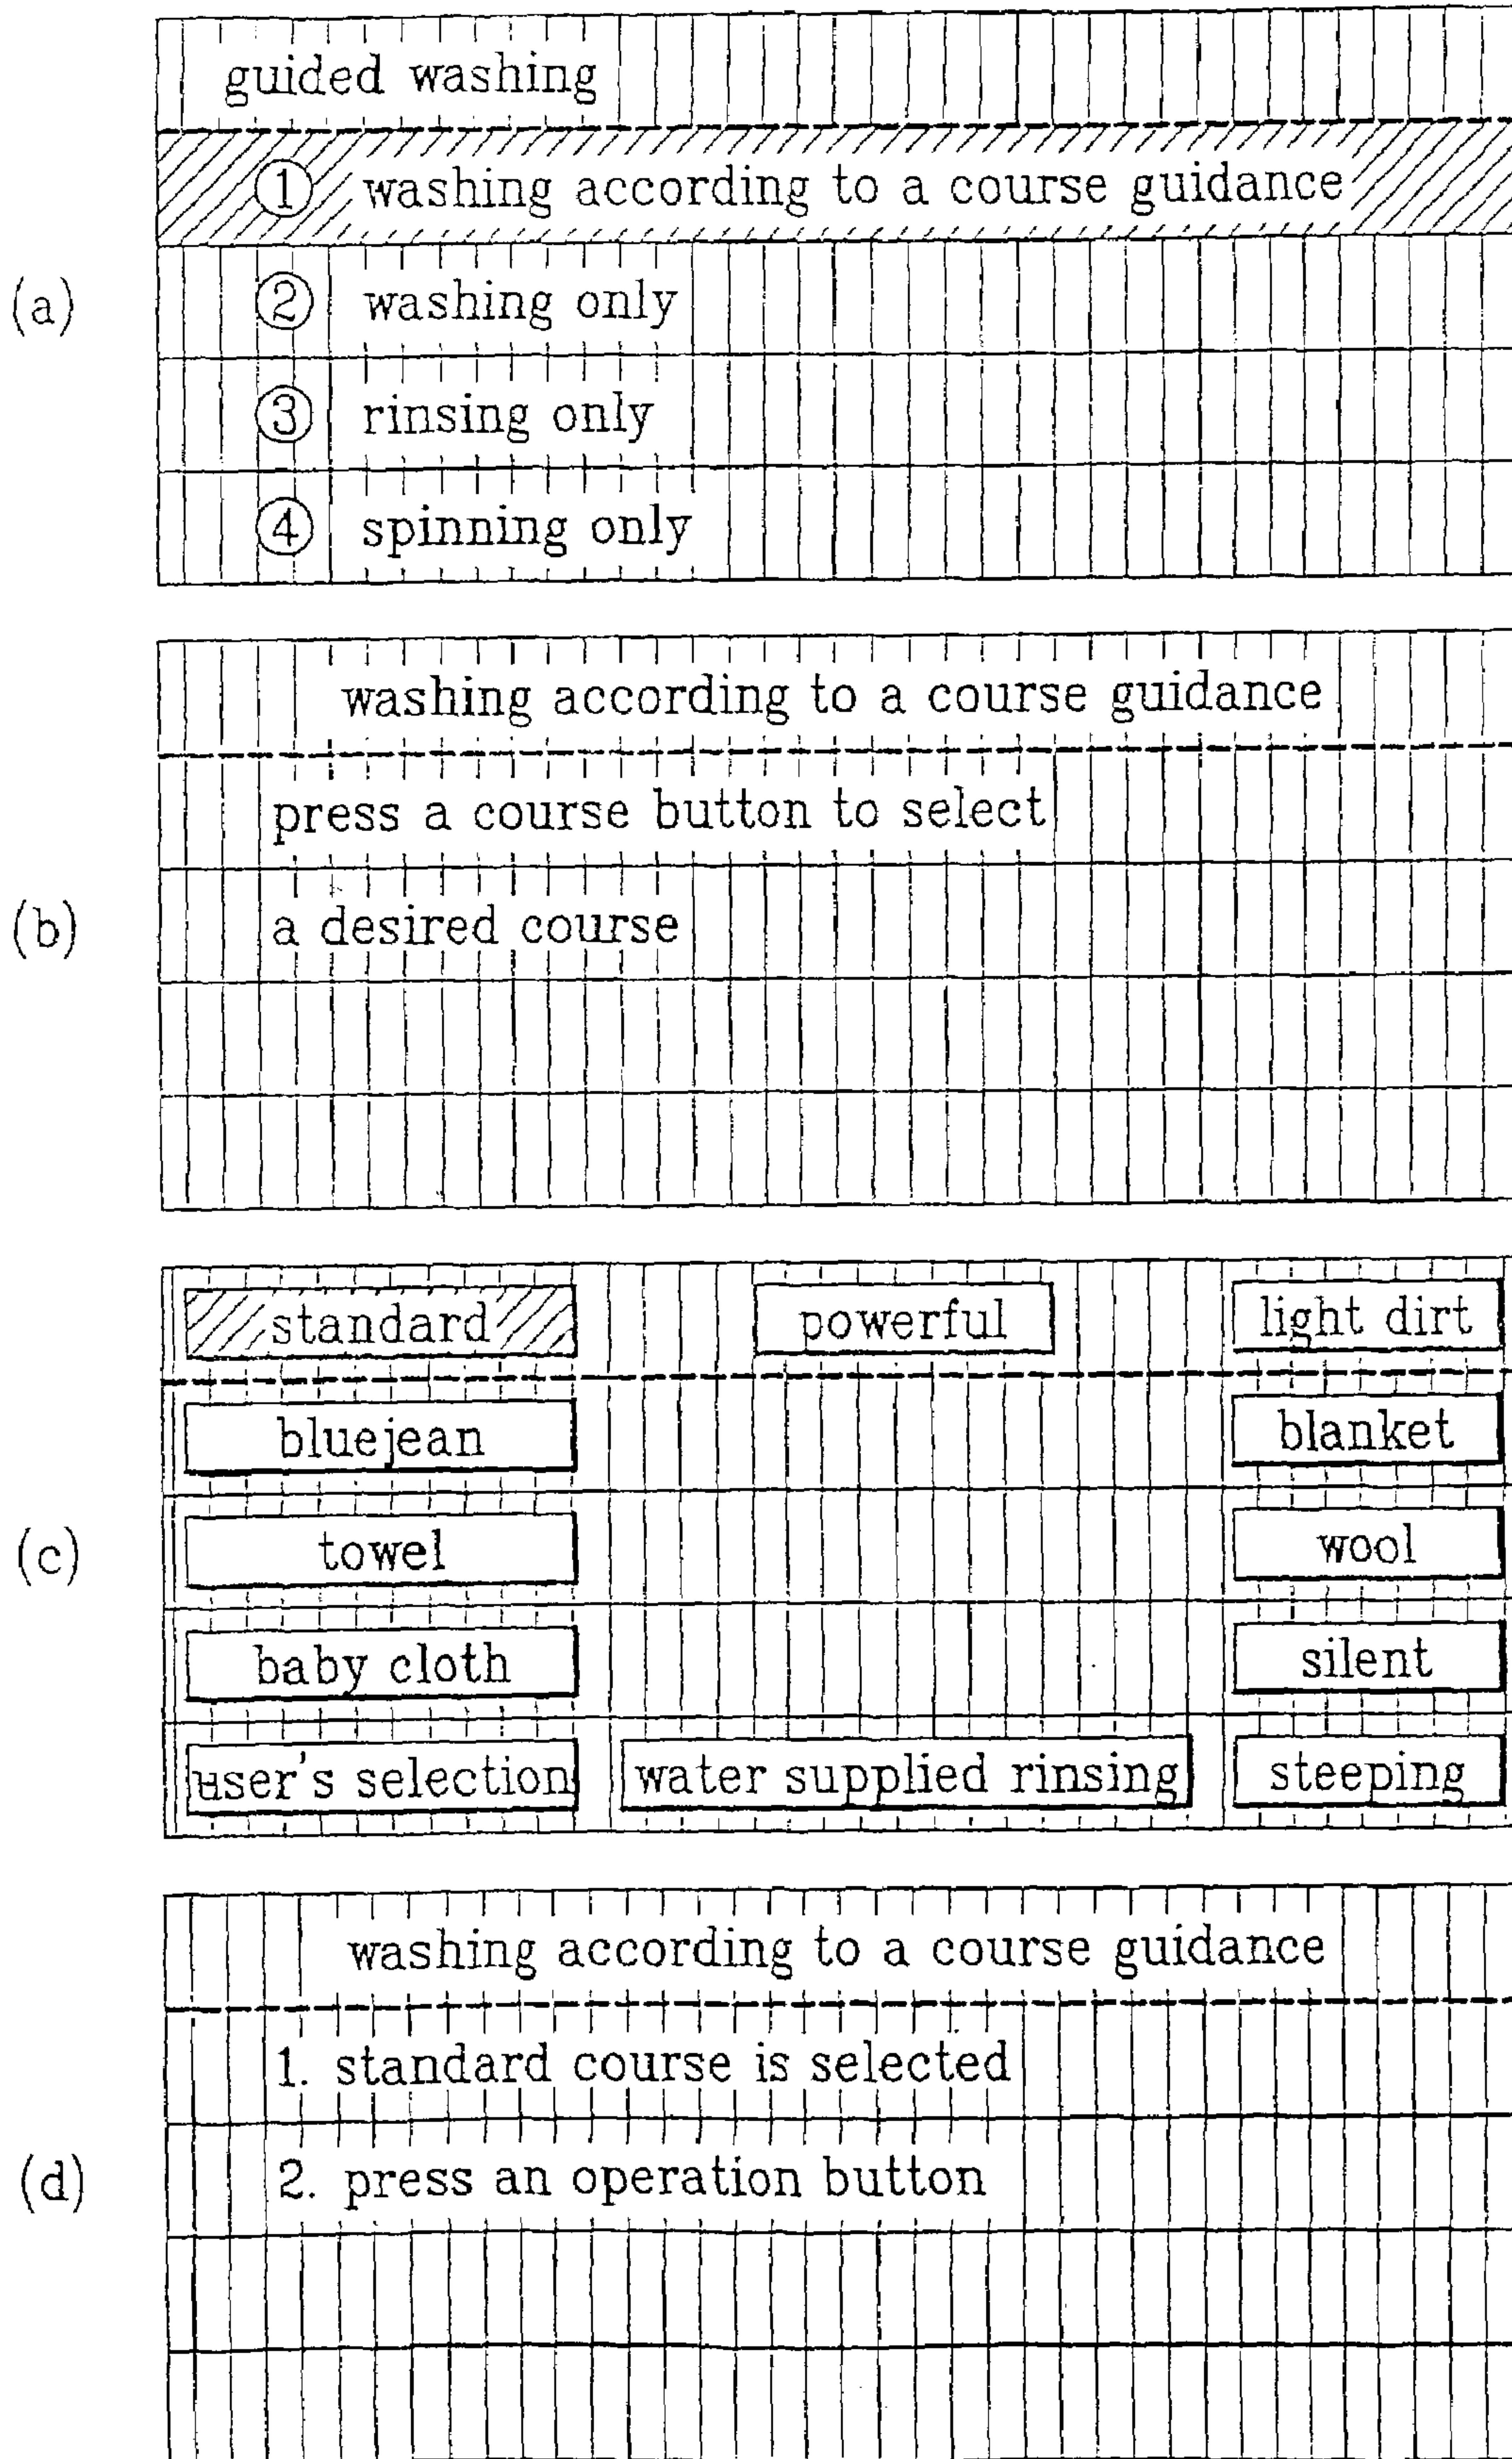 guided washing
① washing according to a course guidance
(a)
② washing only
③ rinsing only
④ spinning only
washing according to a course guidance
press a course button to select
(b)
a desired course
standard powerful light dirt
bluejean blanket
(c)
towel wool
baby cloth silent
user's selection water supplied rinsing steeping
washing according to a course guidance
1. standard course is selected
(d)
2. press an operation button